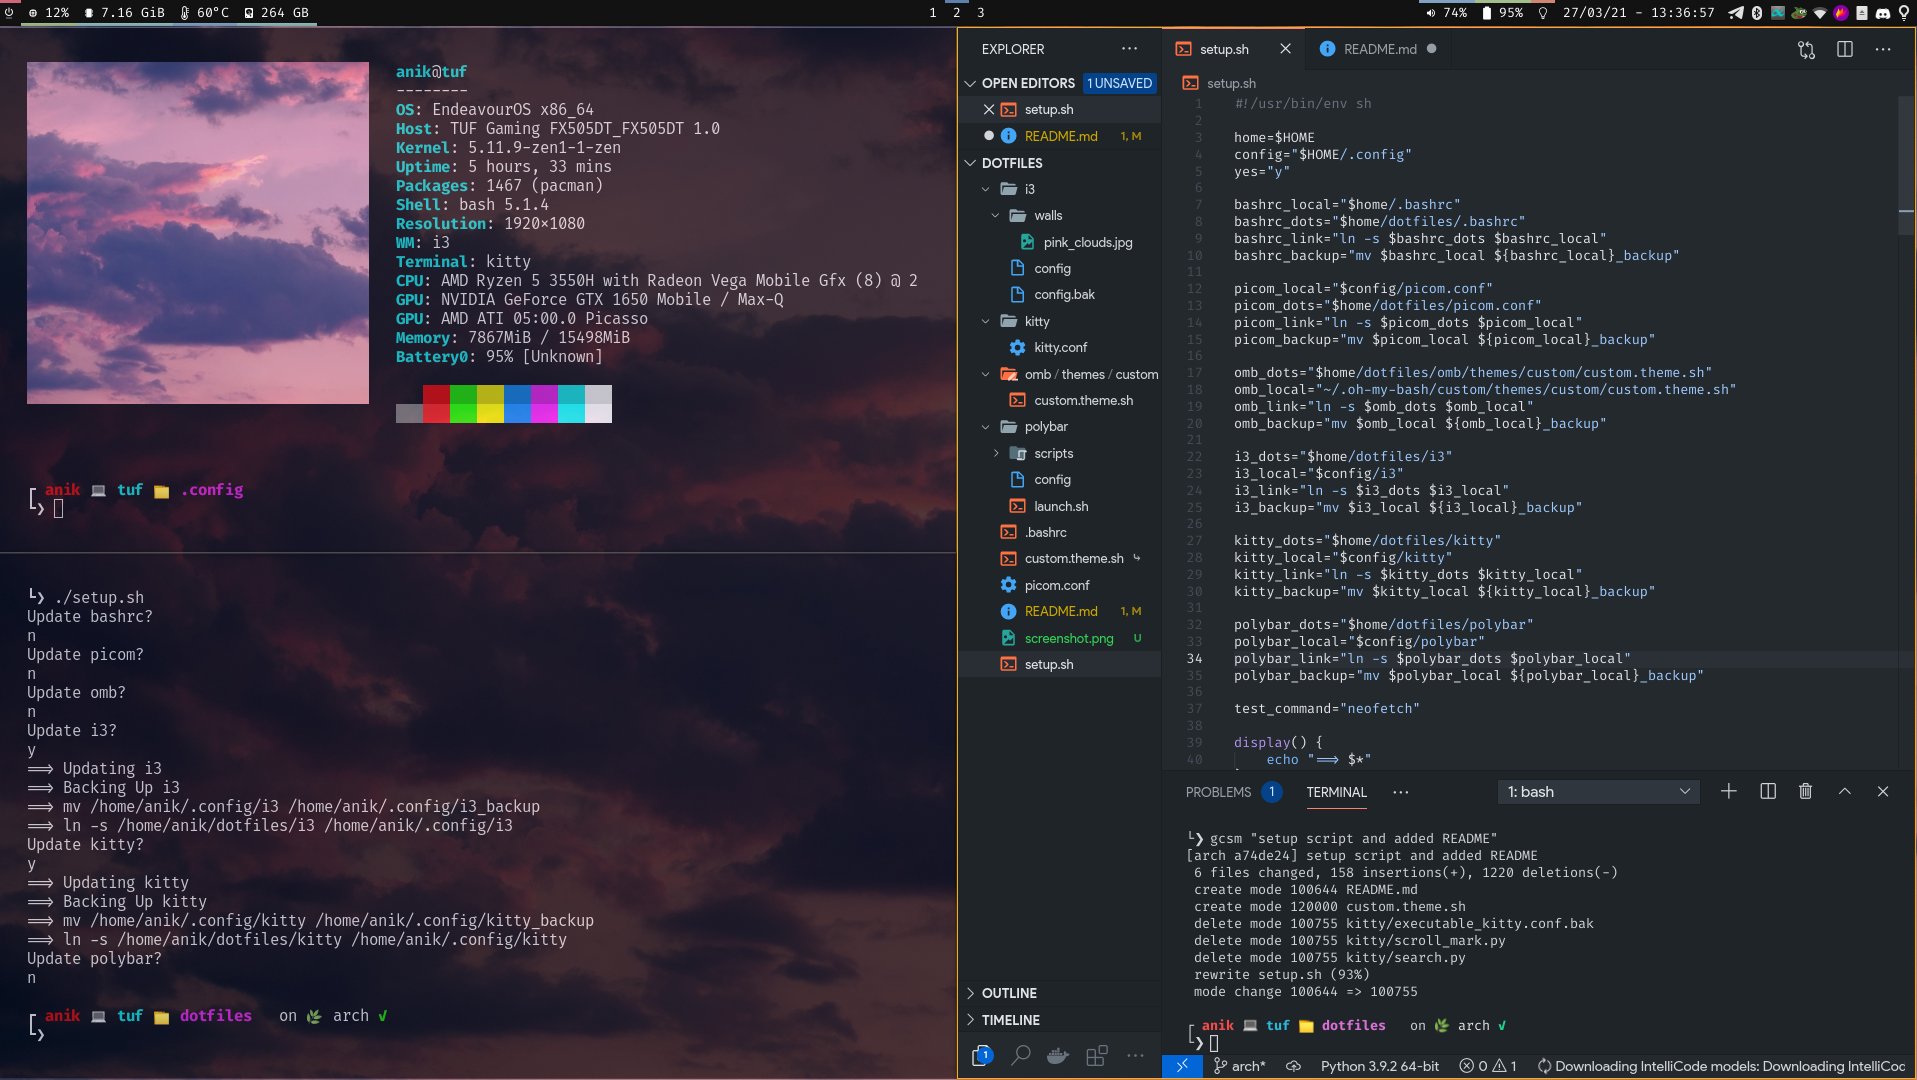 12% 7.16 GiB 60°C 264 GB
1 2 3
74% 95% 27/03/21 - 13:36:57
anik@tuf
--------
OS: EndeavourOS x86_64
Host: TUF Gaming FX505DT_FX505DT 1.0
Kernel: 5.11.9-zen1-1-zen
Uptime: 5 hours, 33 mins
Packages: 1467 (pacman)
Shell: bash 5.1.4
Resolution: 1920×1080
WM: i3
Terminal: kitty
CPU: AMD Ryzen 5 3550H with Radeon Vega Mobile Gfx (8) @ 2
GPU: NVIDIA GeForce GTX 1650 Mobile / Max-Q
GPU: AMD ATI 05:00.0 Picasso
Memory: 7867MiB / 15498MiB
Battery0: 95% [Unknown]
anik tuf .config
❯
❯ ./setup.sh
Update bashrc?
n
Update picom?
n
Update omb?
n
Update i3?
y
==> Updating i3
==> Backing Up i3
==> mv /home/anik/.config/i3 /home/anik/.config/i3_backup
==> ln -s /home/anik/dotfiles/i3 /home/anik/.config/i3
Update kitty?
y
==> Updating kitty
==> Backing Up kitty
==> mv /home/anik/.config/kitty /home/anik/.config/kitty_backup
==> ln -s /home/anik/dotfiles/kitty /home/anik/.config/kitty
Update polybar?
n
anik tuf dotfiles on arch √
❯
EXPLORER ···
OPEN EDITORS 1 UNSAVED
setup.sh
README.md 1, M
DOTFILES
i3
walls
pink_clouds.jpg
config
config.bak
kitty
kitty.conf
omb / themes / custom
custom.theme.sh
polybar
scripts
config
launch.sh
.bashrc
custom.theme.sh
picom.conf
README.md 1, M
screenshot.png U
setup.sh
OUTLINE
TIMELINE
1
setup.sh README.md
setup.sh
1 #!/usr/bin/env sh
2
3 home=$HOME
4 config="$HOME/.config"
5 yes="y"
6
7 bashrc_local="$home/.bashrc"
8 bashrc_dots="$home/dotfiles/.bashrc"
9 bashrc_link="ln -s $bashrc_dots $bashrc_local"
10 bashrc_backup="mv $bashrc_local ${bashrc_local}_backup"
11
12 picom_local="$config/picom.conf"
13 picom_dots="$home/dotfiles/picom.conf"
14 picom_link="ln -s $picom_dots $picom_local"
15 picom_backup="mv $picom_local ${picom_local}_backup"
16
17 omb_dots="$home/dotfiles/omb/themes/custom/custom.theme.sh"
18 omb_local="~/.oh-my-bash/custom/themes/custom/custom.theme.sh"
19 omb_link="ln -s $omb_dots $omb_local"
20 omb_backup="mv $omb_local ${omb_local}_backup"
21
22 i3_dots="$home/dotfiles/i3"
23 i3_local="$config/i3"
24 i3_link="ln -s $i3_dots $i3_local"
25 i3_backup="mv $i3_local ${i3_local}_backup"
26
27 kitty_dots="$home/dotfiles/kitty"
28 kitty_local="$config/kitty"
29 kitty_link="ln -s $kitty_dots $kitty_local"
30 kitty_backup="mv $kitty_local ${kitty_local}_backup"
31
32 polybar_dots="$home/dotfiles/polybar"
33 polybar_local="$config/polybar"
34 polybar_link="ln -s $polybar_dots $polybar_local"
35 polybar_backup="mv $polybar_local ${polybar_local}_backup"
36
37 test_command="neofetch"
38
39 display() {
40 echo "==> $*"
PROBLEMS 1 TERMINAL ··· 1: bash
❯ gcsm "setup script and added README"
[arch a74de24] setup script and added README
6 files changed, 158 insertions(+), 1220 deletions(-)
create mode 100644 README.md
create mode 120000 custom.theme.sh
delete mode 100755 kitty/executable_kitty.conf.bak
delete mode 100755 kitty/scroll_mark.py
delete mode 100755 kitty/search.py
rewrite setup.sh (93%)
mode change 100644 => 100755
anik tuf dotfiles on arch √
❯
arch* Python 3.9.2 64-bit 0 1 Downloading IntelliCode models: Downloading IntelliCoc